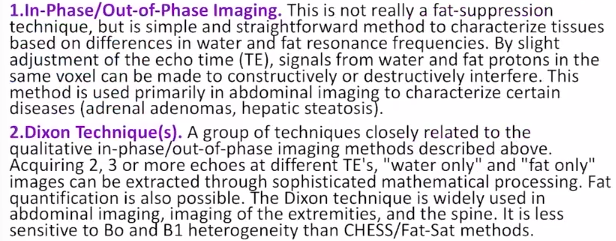 1.In-Phase/Out-of-Phase Imaging. This is not really a fat-suppression
technique, but is simple and straightforward method to characterize tissues
based on differences in water and fat resonance frequencies. By slight
adjustment of the echo time (TE), signals from water and fat protons in the
same voxel can be made to constructively or destructively interfere. This
method is used primarily in abdominal imaging to characterize certain
diseases (adrenal adenomas, hepatic steatosis).
2.Dixon Technique(s). A group of techniques closely related to the
qualitative in-phase/out-of-phase imaging methods described above.
Acquiring 2, 3 or more echoes at different TE's, "water only" and "fat only"
images can be extracted through sophisticated mathematical processing. Fat
quantification is also possible. The Dixon technique is widely used in
abdominal imaging, imaging of the extremities, and the spine. It is less
sensitive to Bo and B1 heterogeneity than CHESS/Fat-Sat methods.